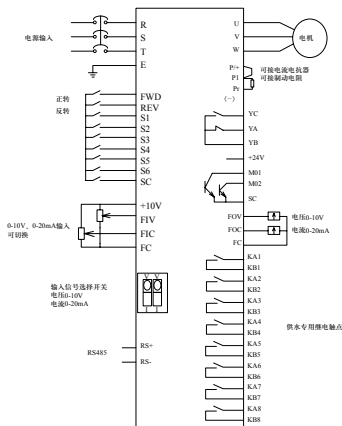 R
电源输入
S
T
E
正转
反转
FWD
REV
S1
S2
S3
S4
S5
S6
SC
+10V
FIV
FIC
FC
0-10V、0-20mA输入
可切换
输入信号选择开关
电压0-10V
电流0-20mA
V V
I I
RS485
RS+
RS-
U
V
W
电机
P/+
P1
Pr
(一)
可接电流电抗器
可接制动电阻
YC
YA
YB
+24V
M01
M02
SC
FOV
FOC
FC
电压0-10V
电流0-20mA
KA1
KB1
KA2
KB2
KA3
KB3
KA4
KB4
KA5
KB5
KA6
KB6
KA7
KB7
KA8
KB8
供水专用继电触点